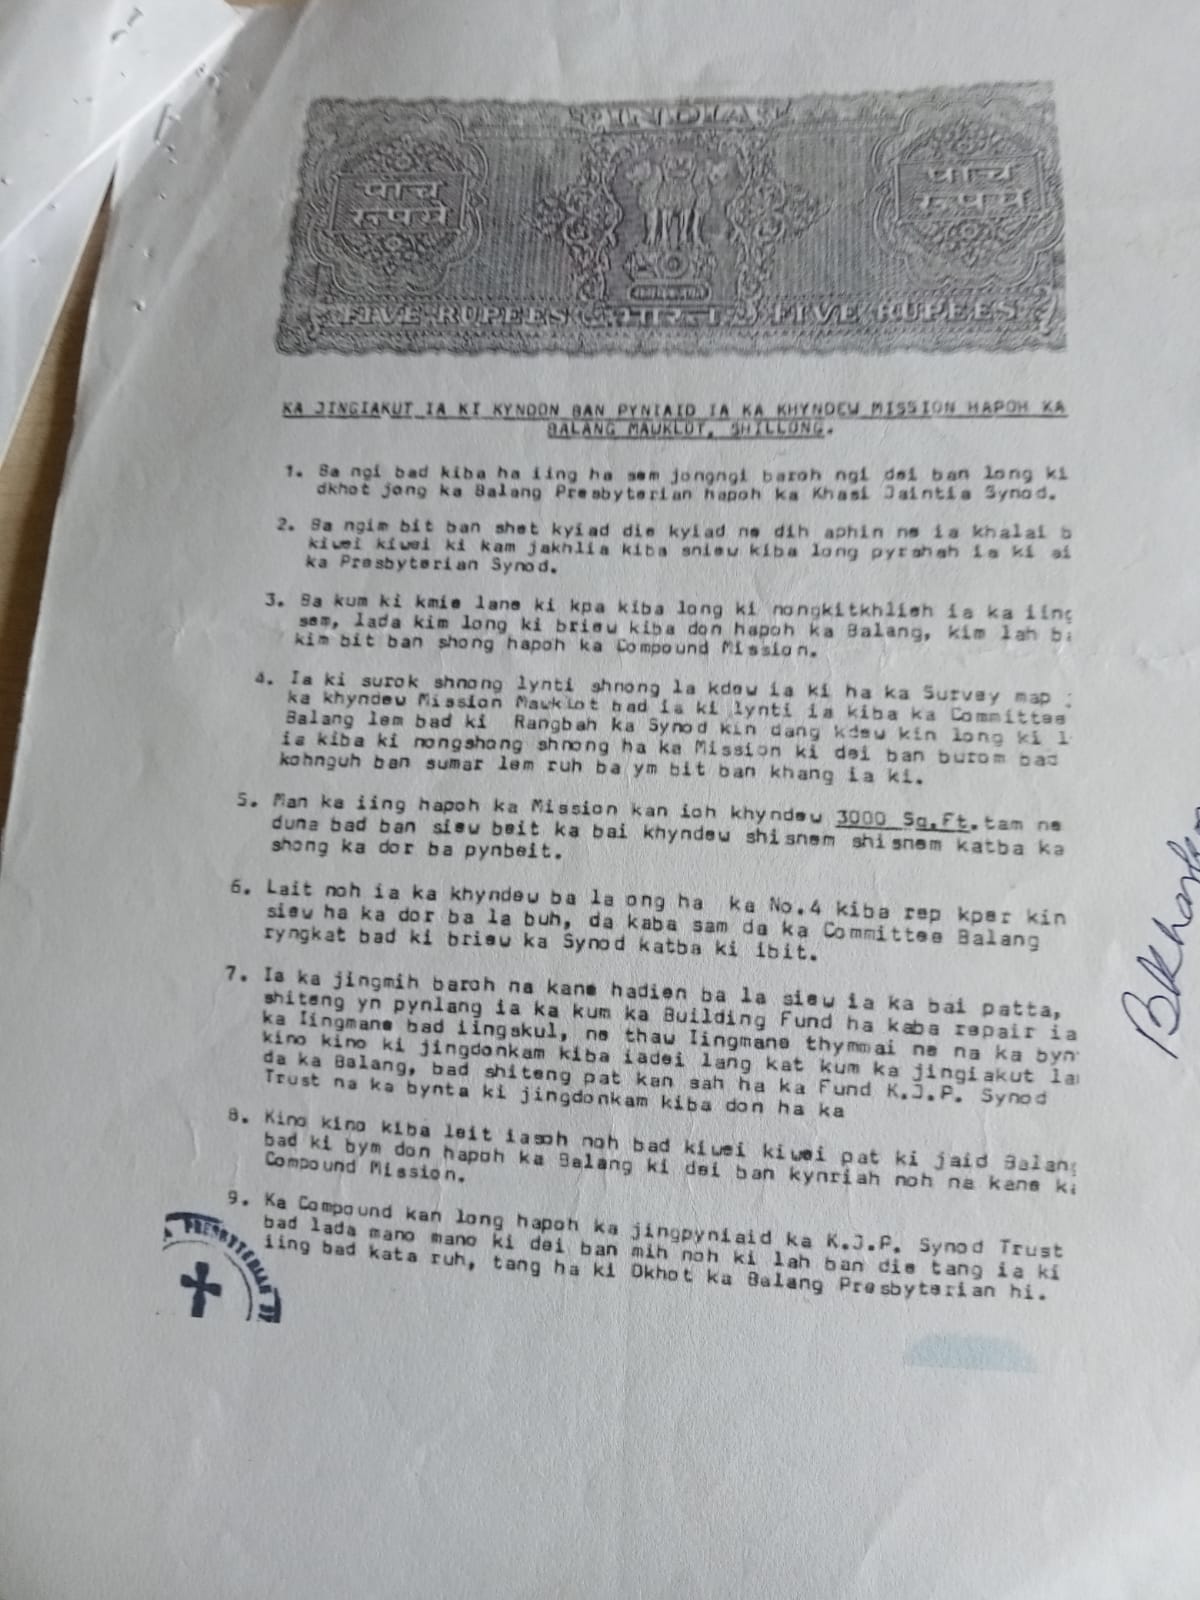 INDIA
पाच
रूपये
पाच
रूपये
FIVE RUPEES भारत FIVE RUPEES
KA JINGIAKUT IA KI KYNDON BAN PYNIAID IA KA KHYNDEW MISSION HAPOH KA
BALANG MAWKLOT, SHILLONG.
1. Ba ngi bad kiba ha iing ha sem jongngi baroh ngi dei ban long ki
dkhot jong ka Balang Presbyterian hapoh ka Khasi Jaintia Synod.
2. Ba ngim bit ban shet kyiad die kyiad ne dih aphin ne ia khalai
kiwei kiwei ki kam jakhlia kiba sniew kiba long pyrshah ia ki
ka Presbyterian Synod.
3. Ba kum ki kmie lane ki kpa kiba long ki nongkitkhlieh ia ka iing
sem, lada kim long ki briew kiba don hapoh ka Balang, kim lah
kim bit ban shong hapoh ka Compound Mission.
4. Ia ki surok shnong lynti shnong la kdew ia ki ha ka Survey map
ka khyndew Mission Mawklot bad ia ki lynti ia kiba ka Committee
Balang lem bad ki Rangbah ka Synod kin dang kdew kin long ki
ia kiba ki nongshong shnong ha ka Mission ki dei ban burom bad
kohnguh ban sumar lem ruh ba ym bit ban khang ia ki.
5. Man ka iing hapoh ka Mission kan ioh khyndew 3000 Sq.Ft. tam ne
duna bad ban siew beit ka bai khyndew shisnem shisnem katba ka
shong ka dor ba pynbeit.
6. Lait noh ia ka khyndew ba la ong ha ka No.4 kiba rep kper kin
siew ha ka dor ba la buh, da kaba sam da ka Committee Balang
ryngkat bad ki briew ka Synod katba ki ibit.
7. Ia ka jingmih baroh na kane hadien ba la siew ia ka bai patta,
shiteng yn pynlang ia ka kum ka Building Fund ha kaba repair ia
ka Iingmane bad iingskul, ne thaw Iingmane thymmai ne na ka byn
kino kino ki jingdonkam kiba iadei lang kat kum ka jingiakut
da ka Balang, bad shiteng pat kan sah ha ka Fund K.J.P. Synod
Trust na ka bynta ki jingdonkam kiba don ha ka
8. Kino kino kiba leit iasoh noh bad kiwei kiwei pat ki jaid Balang
bad ki bym don hapoh ka Balang ki dei ban kynriah noh na kane
Compound Mission.
9. Ka Compound kan long hapoh ka jingpyniaid ka K.J.P. Synod Trust
bad lada mano mano ki dei ban mih noh ki lah ban die tang ia ki
iing bad kata ruh, tang ha ki Dkhot ka Balang Presbyterian hi.
PRESBYTERIAN